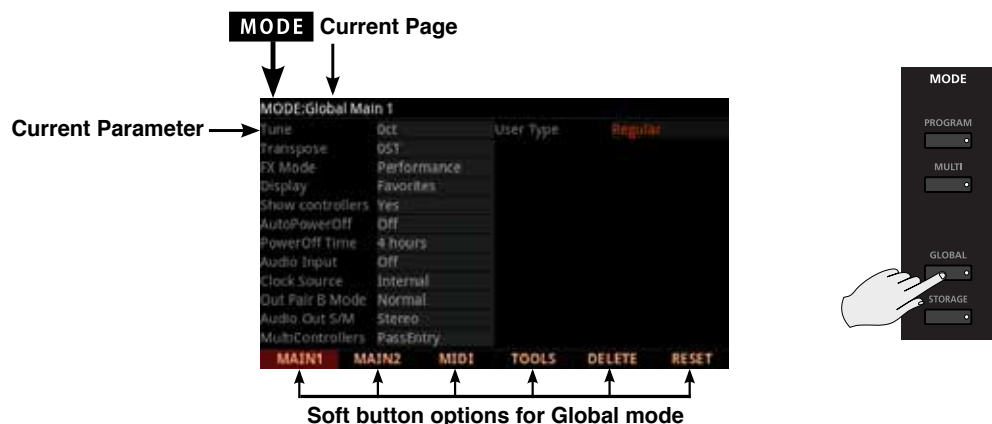 MODE Current Page
MODE:Global Main 1
Current Parameter
Tune 0ct User Type Regular
Transpose 0ST
FX Mode Performance
Display Favorites
Show controllers Yes
AutoPowerOff Off
PowerOff Time 4 hours
Audio Input Off
Clock Source Internal
Out Pair B Mode Normal
Audio Out S/M Stereo
MultiControllers PassEntry
MAIN1 MAIN2 MIDI TOOLS DELETE RESET
Soft button options for Global mode
MODE
PROGRAM
MULTI
GLOBAL
STORAGE